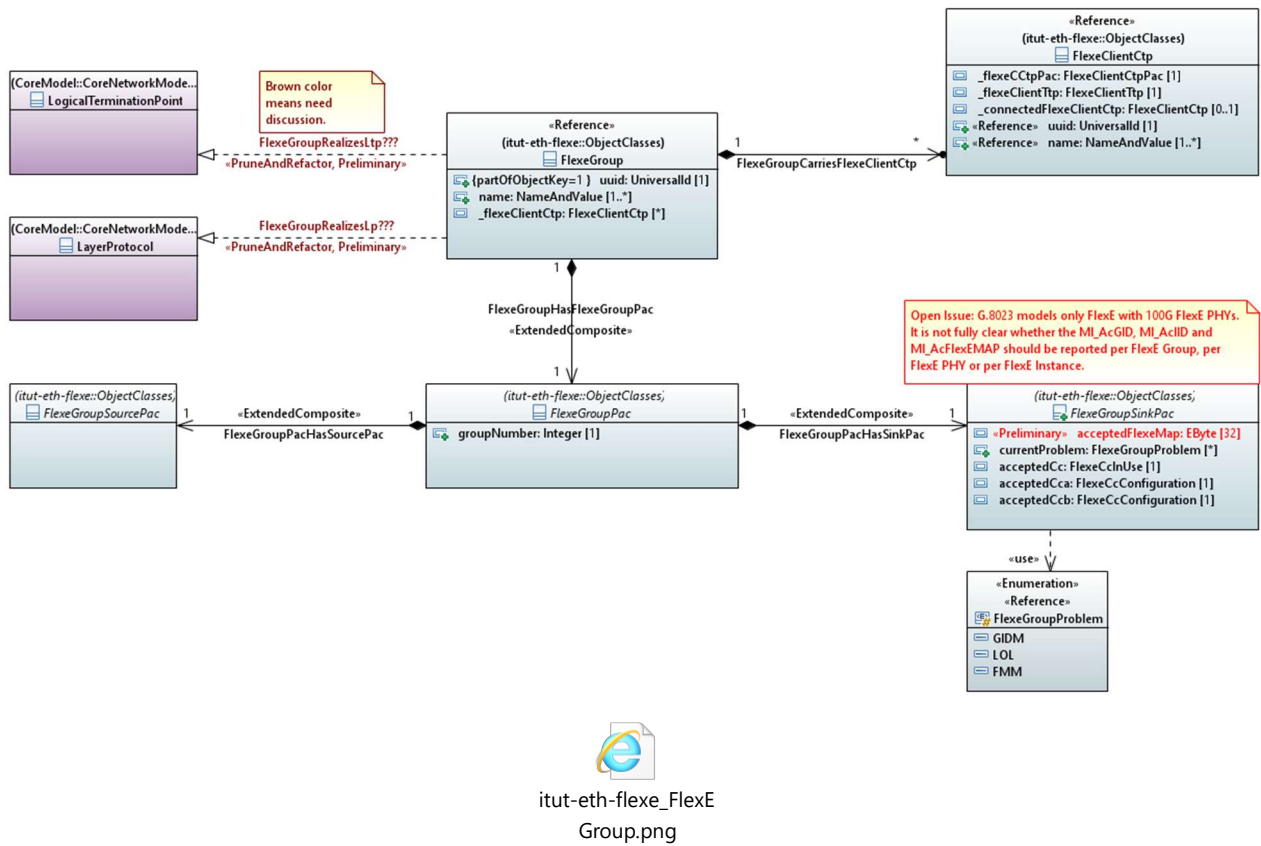 «Reference»
(itut-eth-flexe::ObjectClasses)
FlexeClientCtp
_flexeCCtpPac: FlexeClientCtpPac [1]
_flexeClientTtp: FlexeClientTtp [1]
_connectedFlexeClientCtp: FlexeClientCtp [0..1]
«Reference» uuid: UniversalId [1]
«Reference» name: NameAndValue [1..*]
(CoreModel::CoreNetworkMode...
LogicalTerminationPoint
Brown color
means need
discussion.
FlexeGroupRealizesLtp???
«PruneAndRefactor, Preliminary»
«Reference»
(itut-eth-flexe::ObjectClasses)
FlexeGroup
{partOfObjectKey=1 } uuid: UniversalId [1]
name: NameAndValue [1..*]
_flexeClientCtp: FlexeClientCtp [*]
1
*
FlexeGroupCarriesFlexeClientCtp
(CoreModel::CoreNetworkMode...
LayerProtocol
FlexeGroupRealizesLp???
«PruneAndRefactor, Preliminary»
1
FlexeGroupHasFlexeGroupPac
«ExtendedComposite»
1
Open Issue: G.8023 models only FlexE with 100G FlexE PHYs.
It is not fully clear whether the MI_AcGID, MI_AcIID and
MI_AcFlexEMAP should be reported per FlexE Group, per
FlexE PHY or per FlexE Instance.
(itut-eth-flexe::ObjectClasses)
FlexeGroupSourcePac
1
«ExtendedComposite»
1
FlexeGroupPacHasSourcePac
(itut-eth-flexe::ObjectClasses)
FlexeGroupPac
groupNumber: Integer [1]
1
«ExtendedComposite»
1
FlexeGroupPacHasSinkPac
(itut-eth-flexe::ObjectClasses)
FlexeGroupSinkPac
«Preliminary» acceptedFlexeMap: EByte [32]
currentProblem: FlexeGroupProblem [*]
acceptedCc: FlexeCcInUse [1]
acceptedCca: FlexeCcConfiguration [1]
acceptedCcb: FlexeCcConfiguration [1]
«use»
«Enumeration»
«Reference»
FlexeGroupProblem
GIDM
LOL
FMM
itut-eth-flexe_FlexE
Group.png